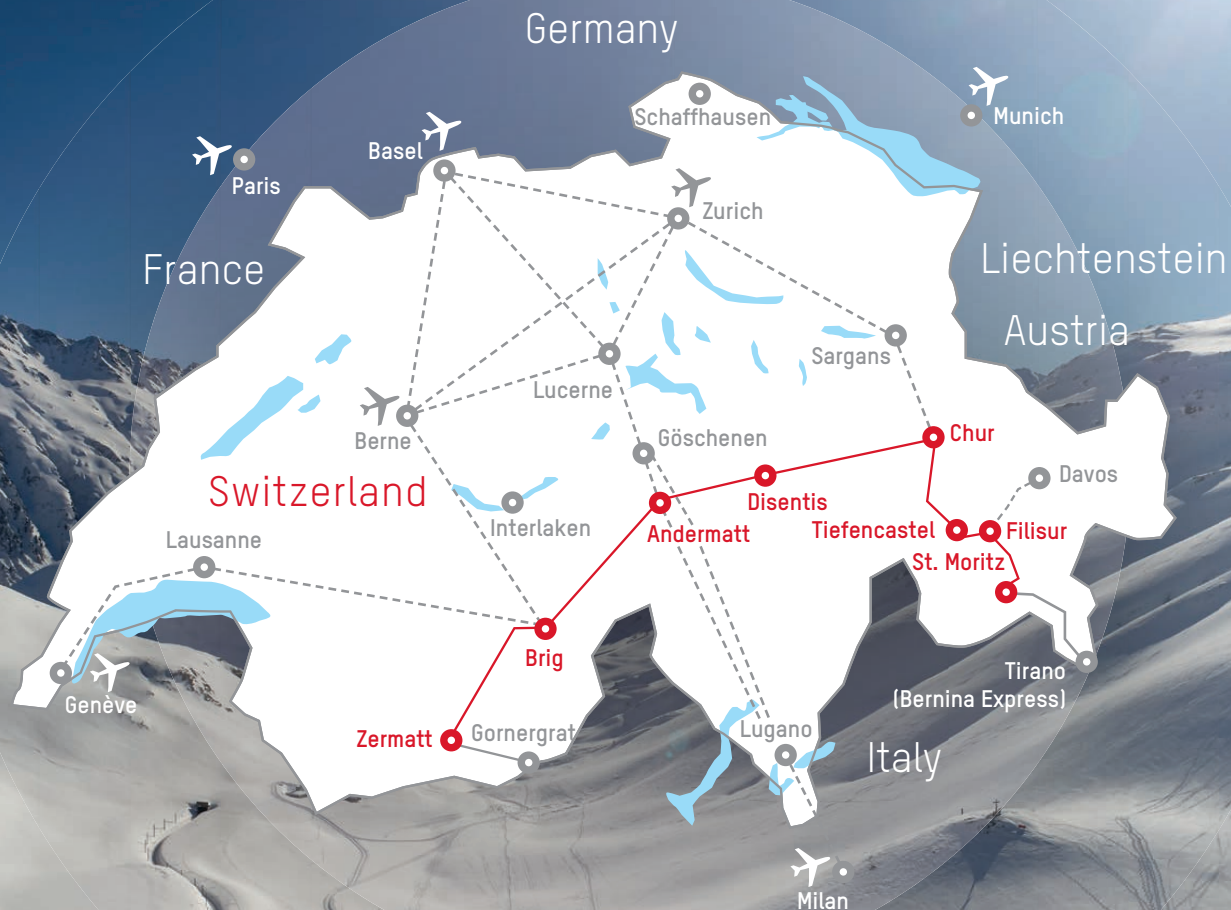 Germany
Schaffhausen
Munich
Basel
Paris
Zurich
France
Liechtenstein
Austria
Sargans
Lucerne
Berne
Göschenen
Chur
Switzerland
Davos
Disentis
Interlaken
Andermatt
Tiefencastel
Filisur
Lausanne
St. Moritz
Brig
Tirano
(Bernina Express)
Genève
Zermatt
Gornergrat
Lugano
Italy
Milan